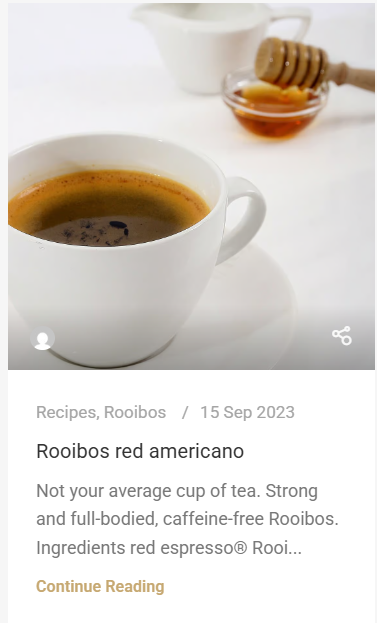 Recipes, Rooibos / 15 Sep 2023
Rooibos red americano
Not your average cup of tea. Strong
and full-bodied, caffeine-free Rooibos.
Ingredients red espresso® Rooi...
Continue Reading